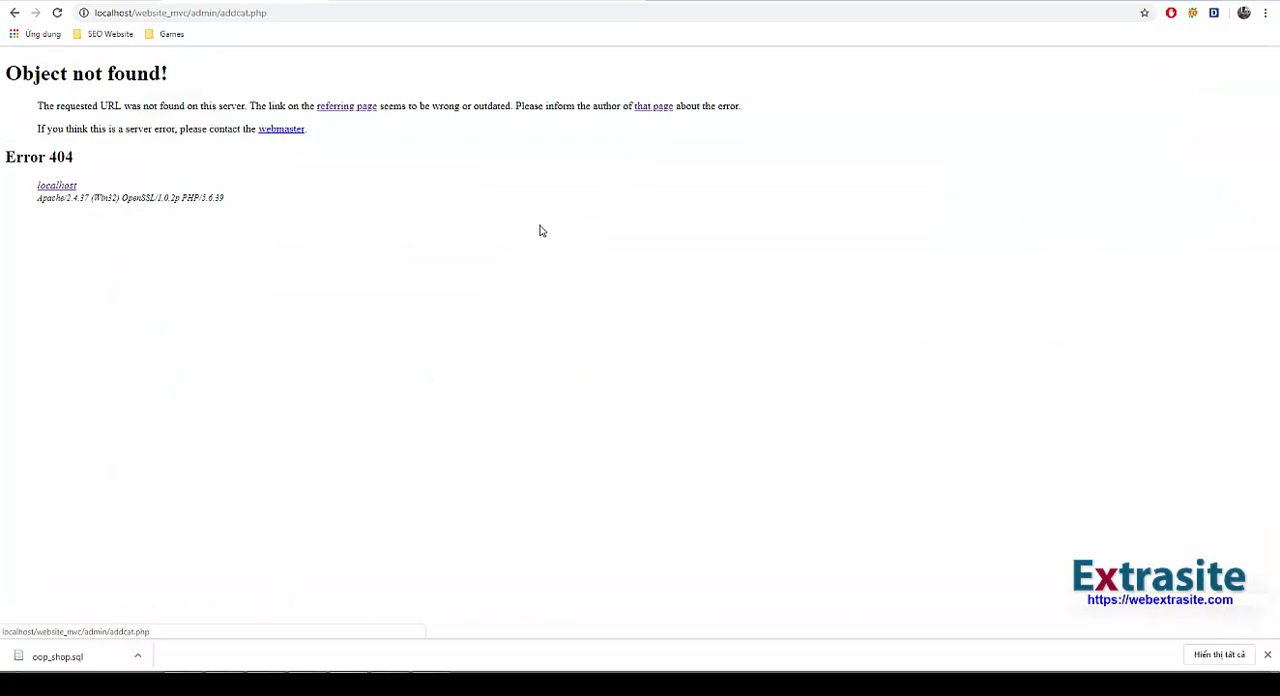 localhost/website_mvc/admin/addcat.php
Ứng dụng SEO Website Games
Object not found!
The requested URL was not found on this server. The link on the referring page seems to be wrong or outdated. Please inform the author of that page about the error.
If you think this is a server error, please contact the webmaster.
Error 404
localhost
Apache/2.4.37 (Win32) OpenSSL/1.0.2p PHP/5.6.39
Extrasite
https://webextrasite.com
localhost/website_mvc/admin/addcat.php
oop_shop.sql
Hiển thị tất cả